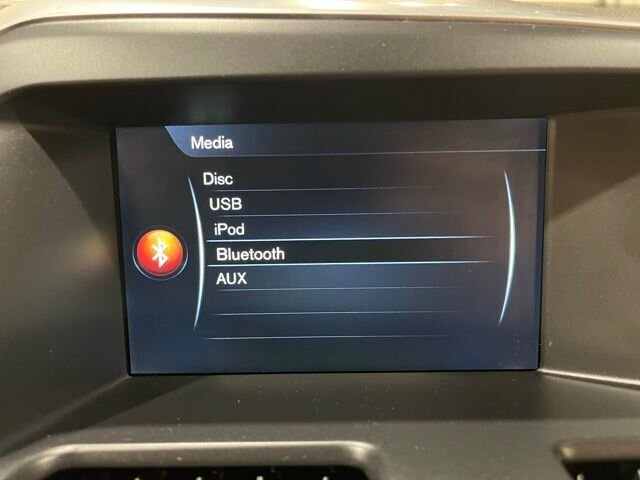 Media
Disc
USB
iPod
Bluetooth
AUX